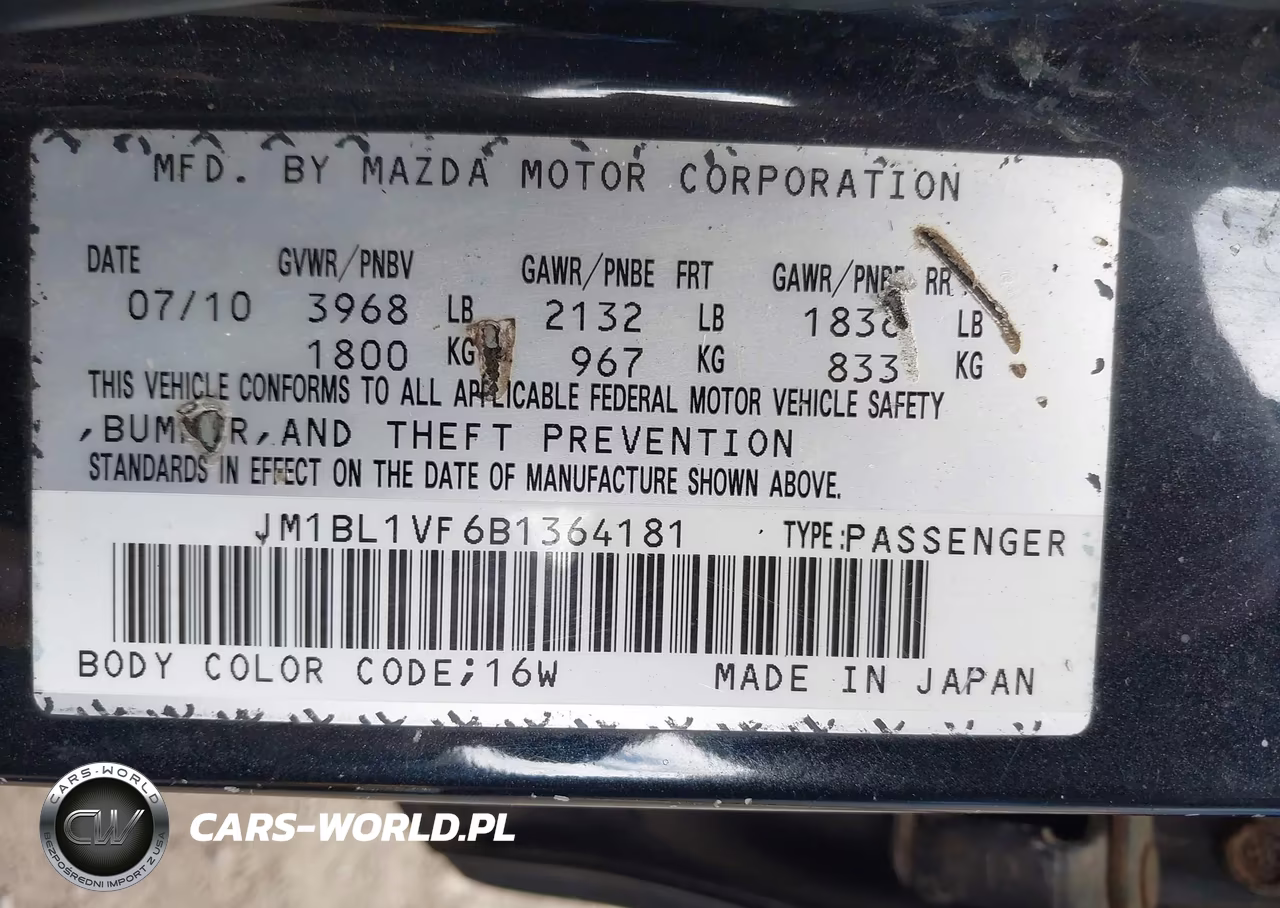 MFD. BY MAZDA MOTOR CORPORATION
DATE GVWR/PNBV GAWR/PNBE FRT GAWR/PNBE RR
07/10 3968 LB 2132 LB 1836 LB
1800 KG 967 KG 833 KG
THIS VEHICLE CONFORMS TO ALL APPLICABLE FEDERAL MOTOR VEHICLE SAFETY
, AND THEFT PREVENTION
STANDARDS IN EFFECT ON THE DATE OF MANUFACTURE SHOWN ABOVE.
JM1BL1VF6B1364181 TYPE:PASSENGER
BODY COLOR CODE;16W MADE IN JAPAN
CARS-WORLD
CW
BEZPOŚREDNI IMPORT Z USA
CARS-WORLD.PL